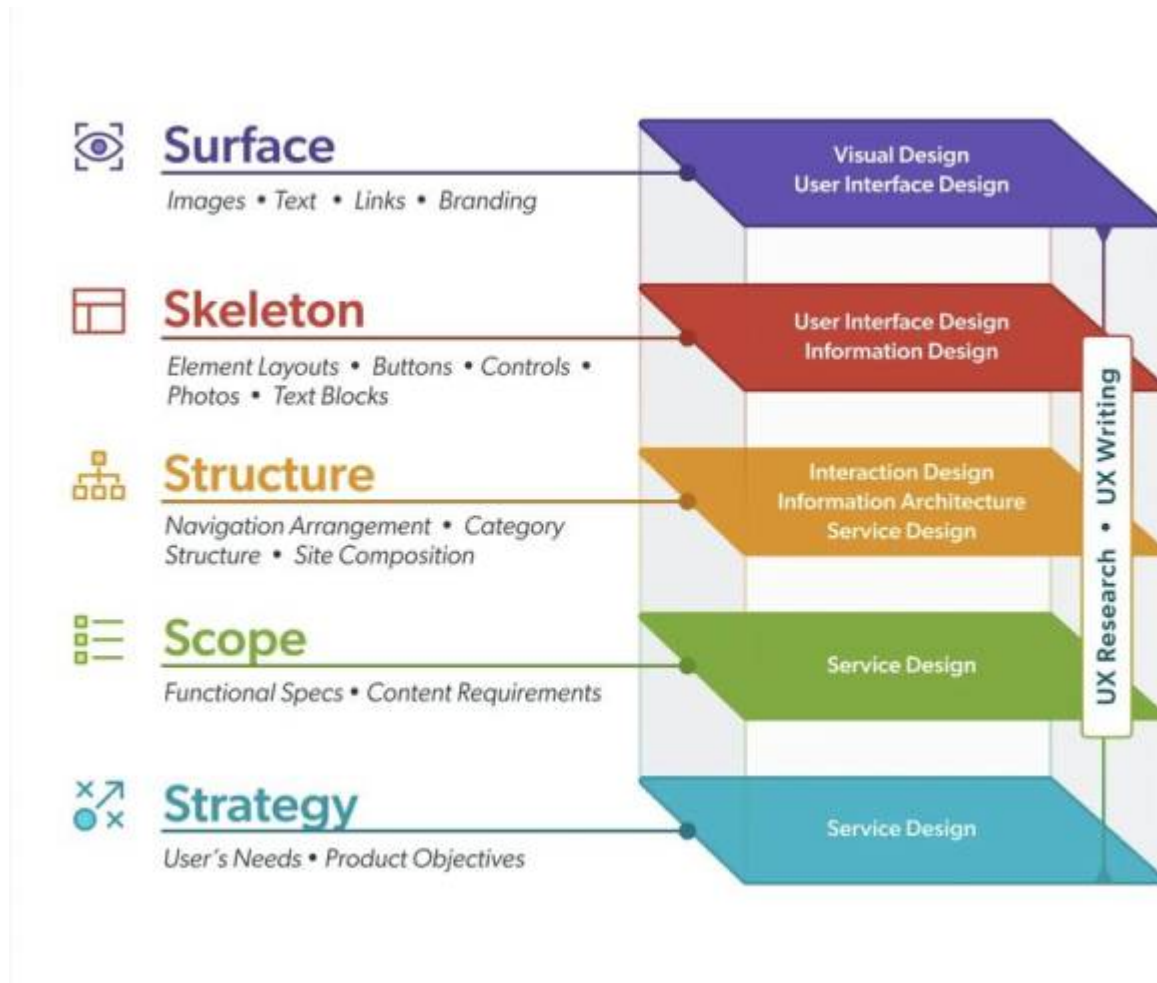 Surface
Images • Text • Links • Branding
Visual Design
User Interface Design
Skeleton
Element Layouts • Buttons • Controls •
Photos • Text Blocks
User Interface Design
Information Design
Structure
Navigation Arrangement • Category
Structure • Site Composition
Interaction Design
Information Architecture
Service Design
Scope
Functional Specs • Content Requirements
Service Design
Strategy
User's Needs • Product Objectives
Service Design
UX Research • UX Writing